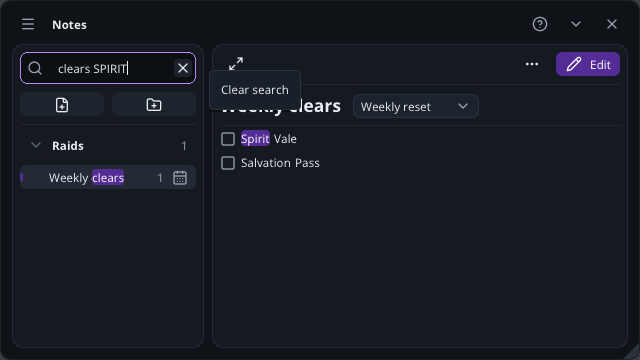 Notes
clears SPIRIT
Clear search
Edit
Weekly clears
Weekly reset
Raids 1
Weekly clears 1
Spirit Vale
Salvation Pass